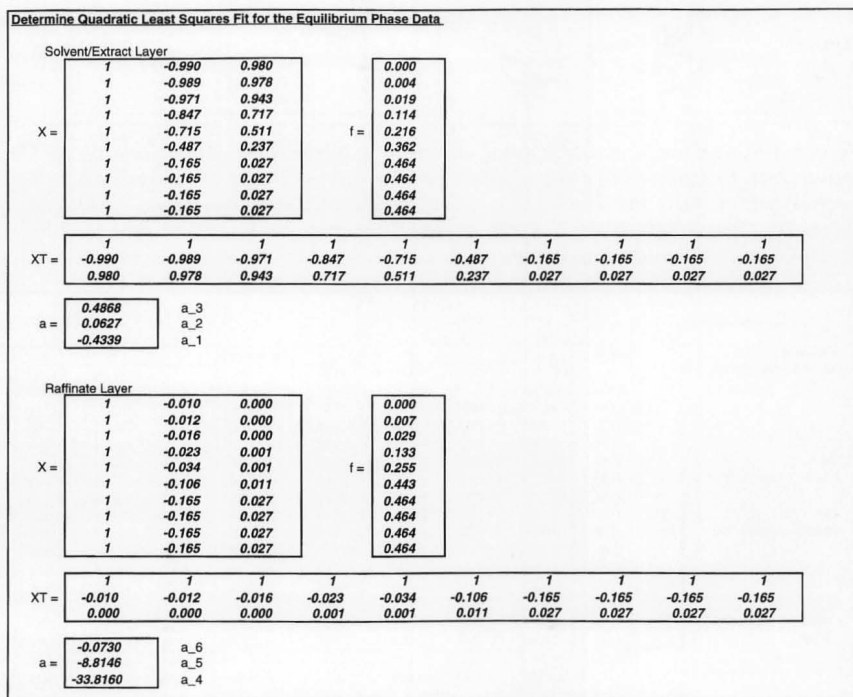 Determine Quadratic Least Squares Fit for the Equilibrium Phase Data
Solvent/Extract Layer
1 -0.990 0.980 0.000
1 -0.989 0.978 0.004
1 -0.971 0.943 0.019
1 -0.847 0.717 0.114
X = 1 -0.715 0.511 f = 0.216
1 -0.487 0.237 0.362
1 -0.165 0.027 0.464
1 -0.165 0.027 0.464
1 -0.165 0.027 0.464
1 -0.165 0.027 0.464
1 1 1 1 1 1 1 1 1 1
XT = -0.990 -0.989 -0.971 -0.847 -0.715 -0.487 -0.165 -0.165 -0.165 -0.165
0.980 0.978 0.943 0.717 0.511 0.237 0.027 0.027 0.027 0.027
0.4868 a_3
a = 0.0627 a_2
-0.4339 a_1
Raffinate Layer
1 -0.010 0.000 0.000
1 -0.012 0.000 0.007
1 -0.016 0.000 0.029
1 -0.023 0.001 0.133
X = 1 -0.034 0.001 f = 0.255
1 -0.106 0.011 0.443
1 -0.165 0.027 0.464
1 -0.165 0.027 0.464
1 -0.165 0.027 0.464
1 -0.165 0.027 0.464
1 1 1 1 1 1 1 1 1 1
XT = -0.010 -0.012 -0.016 -0.023 -0.034 -0.106 -0.165 -0.165 -0.165 -0.165
0.000 0.000 0.000 0.001 0.001 0.011 0.027 0.027 0.027 0.027
-0.0730 a_6
a = -8.8146 a_5
-33.8160 a_4